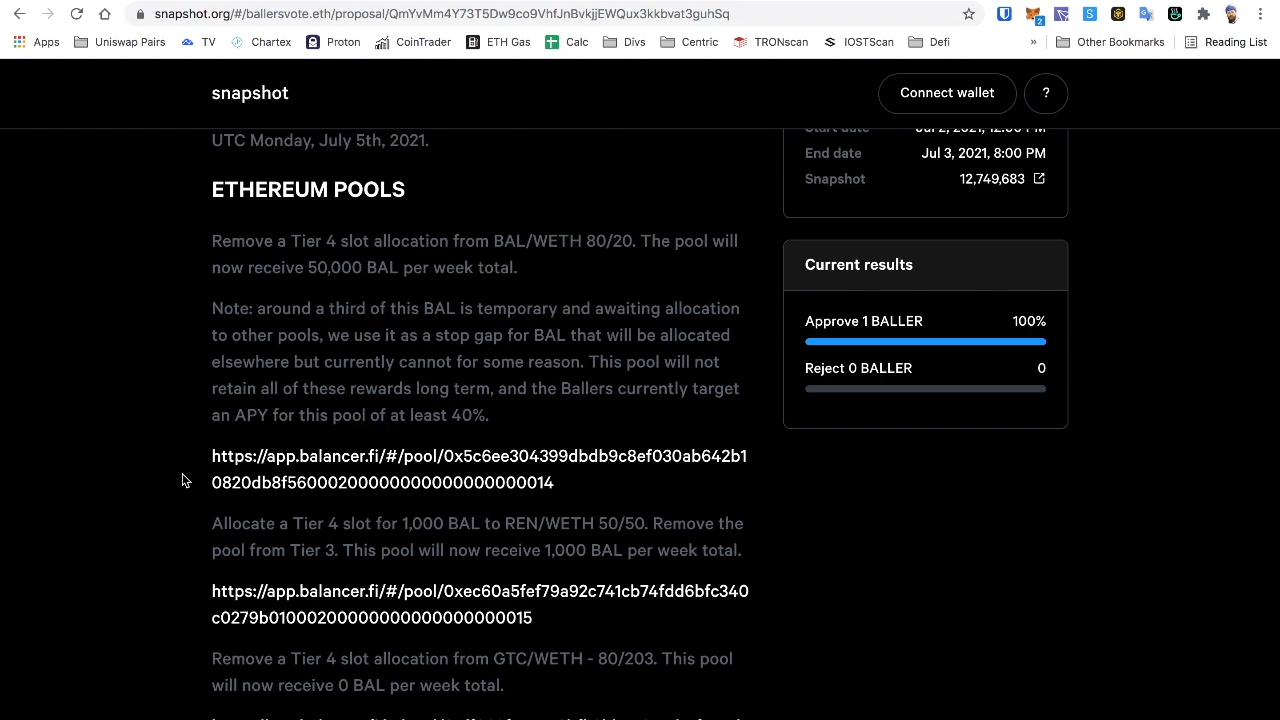 snapshot.org/#/ballersvote.eth/proposal/QmYvMm4Y73T5Dw9co9VhfJnBvkjjEWQux3kkbvat3guhSq
2
Apps
Uniswap Pairs
TV
Chartex
Proton
CoinTrader
ETH Gas
Calc
Divs
Centric
TRONscan
IOSTScan
Defi
»
Other Bookmarks
Reading List
snapshot
Connect wallet
?
UTC Monday, July 5th, 2021.
ETHEREUM POOLS
Remove a Tier 4 slot allocation from BAL/WETH 80/20. The pool will
now receive 50,000 BAL per week total.
Note: around a third of this BAL is temporary and awaiting allocation
to other pools, we use it as a stop gap for BAL that will be allocated
elsewhere but currently cannot for some reason. This pool will not
retain all of these rewards long term, and the Ballers currently target
an APY for this pool of at least 40%.
https://app.balancer.fi/#/pool/0x5c6ee304399dbdb9c8ef030ab642b1
0820db8f56000200000000000000000014
Allocate a Tier 4 slot for 1,000 BAL to REN/WETH 50/50. Remove the
pool from Tier 3. This pool will now receive 1,000 BAL per week total.
https://app.balancer.fi/#/pool/0xec60a5fef79a92c741cb74fdd6bfc340
c0279b01000200000000000000000015
Remove a Tier 4 slot allocation from GTC/WETH - 80/203. This pool
will now receive 0 BAL per week total.
Start date
Jul 2, 2021, 12:00 PM
End date
Jul 3, 2021, 8:00 PM
Snapshot
12,749,683
Current results
Approve 1 BALLER
100%
Reject 0 BALLER
0